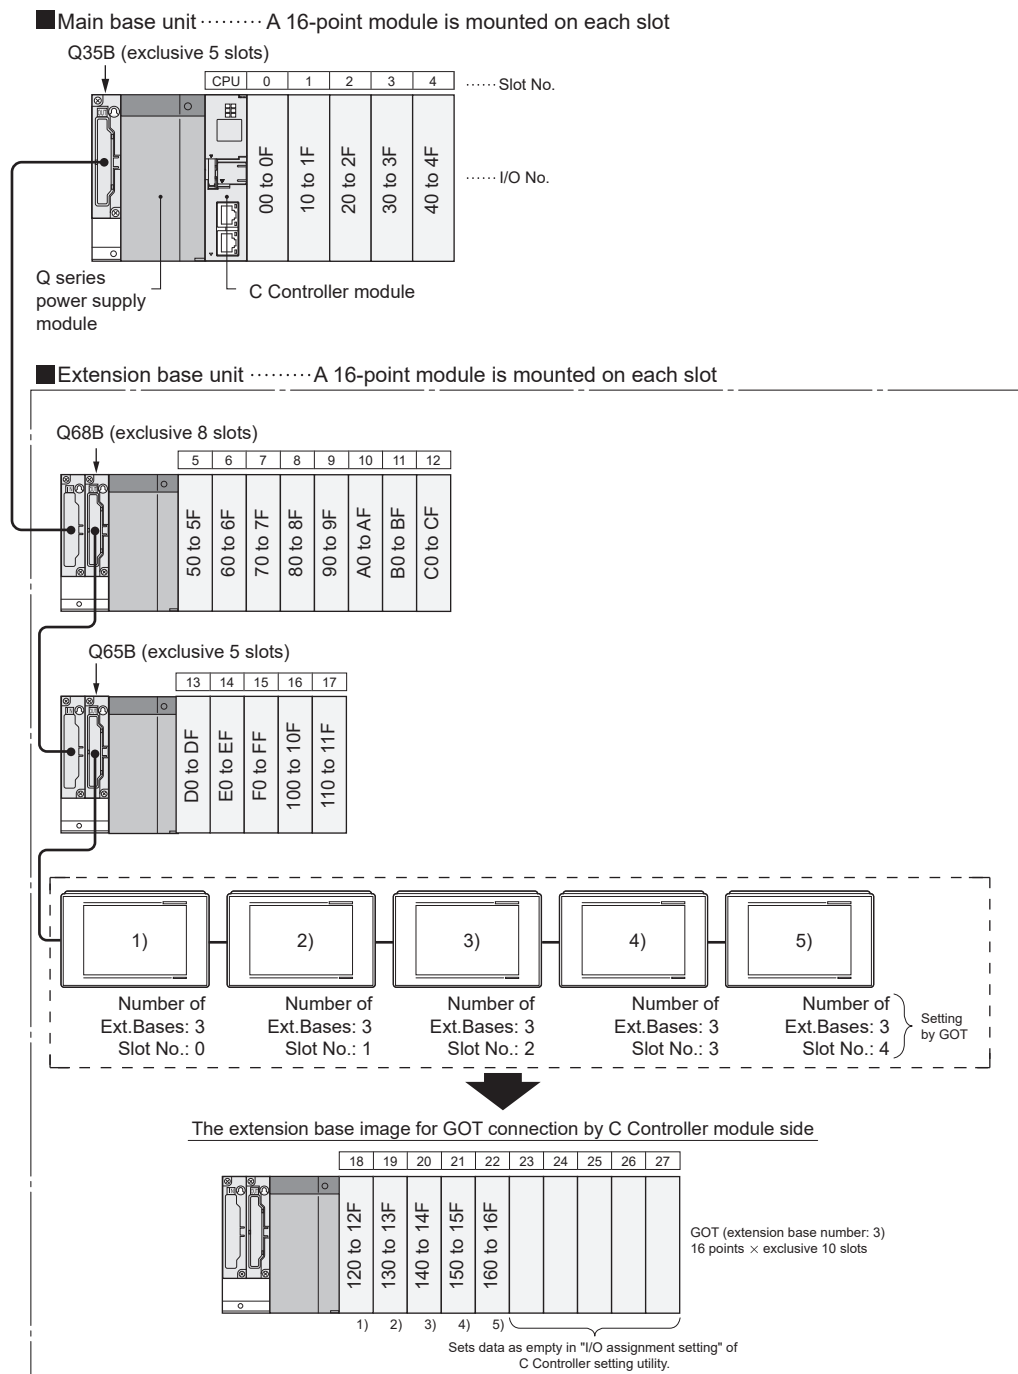 ■Main base unit ········· A 16-point module is mounted on each slot
Q35B (exclusive 5 slots)
CPU 0 1 2 3 4 ······ Slot No.
00 to 0F
10 to 1F
20 to 2F
30 to 3F
40 to 4F
······ I/O No.
Q series
power supply
module
C Controller module
■Extension base unit ········· A 16-point module is mounted on each slot
Q68B (exclusive 8 slots)
5 6 7 8 9 10 11 12
50 to 5F
60 to 6F
70 to 7F
80 to 8F
90 to 9F
A0 to AF
B0 to BF
C0 to CF
Q65B (exclusive 5 slots)
13 14 15 16 17
D0 to DF
E0 to EF
F0 to FF
100 to 10F
110 to 11F
1) 2) 3) 4) 5)
Number of Number of Number of Number of Number of
Ext.Bases: 3 Ext.Bases: 3 Ext.Bases: 3 Ext.Bases: 3 Ext.Bases: 3
Slot No.: 0 Slot No.: 1 Slot No.: 2 Slot No.: 3 Slot No.: 4
Setting
by GOT
The extension base image for GOT connection by C Controller module side
18 19 20 21 22 23 24 25 26 27
120 to 12F
130 to 13F
140 to 14F
150 to 15F
160 to 16F
GOT (extension base number: 3)
16 points × exclusive 10 slots
1) 2) 3) 4) 5)
Sets data as empty in "I/O assignment setting" of
C Controller setting utility.